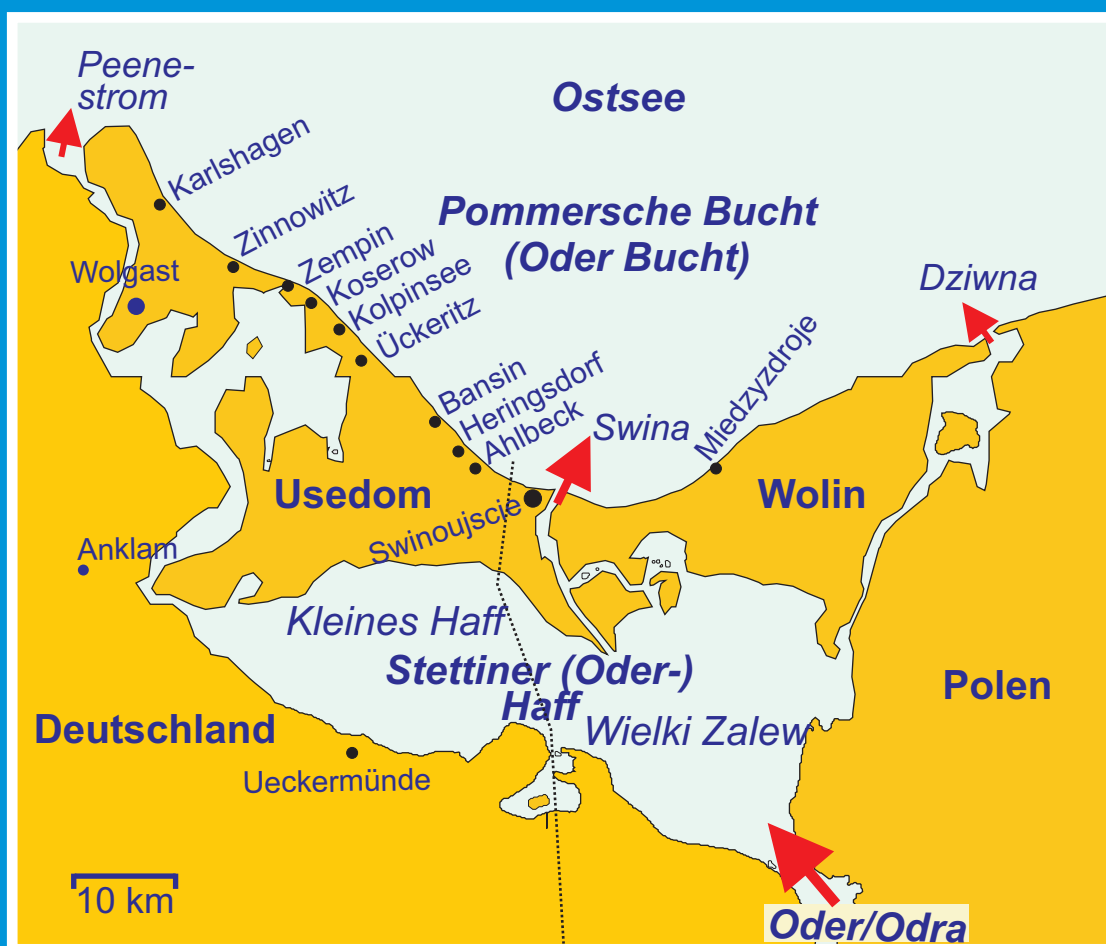 Peene-
strom
Ostsee
Karlshagen
Zinnowitz
Pommersche Bucht
(Oder Bucht)
Zempin
Koserow
Kolpinsee
Ückeritz
Wolgast
Dziwna
Bansin
Heringsdorf
Ahlbeck
Swina
Miedzyzdroje
Usedom
Wolin
Swinoujscie
Anklam
Kleines Haff
Stettiner (Oder-)
Haff
Polen
Deutschland
Wielki Zalew
Ueckermünde
10 km
Oder/Odra